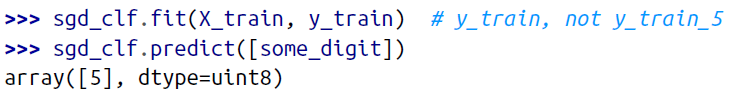 >>> sgd_clf.fit(X_train, y_train)  # y_train, not y_train_5
>>> sgd_clf.predict([some_digit])
array([5], dtype=uint8)